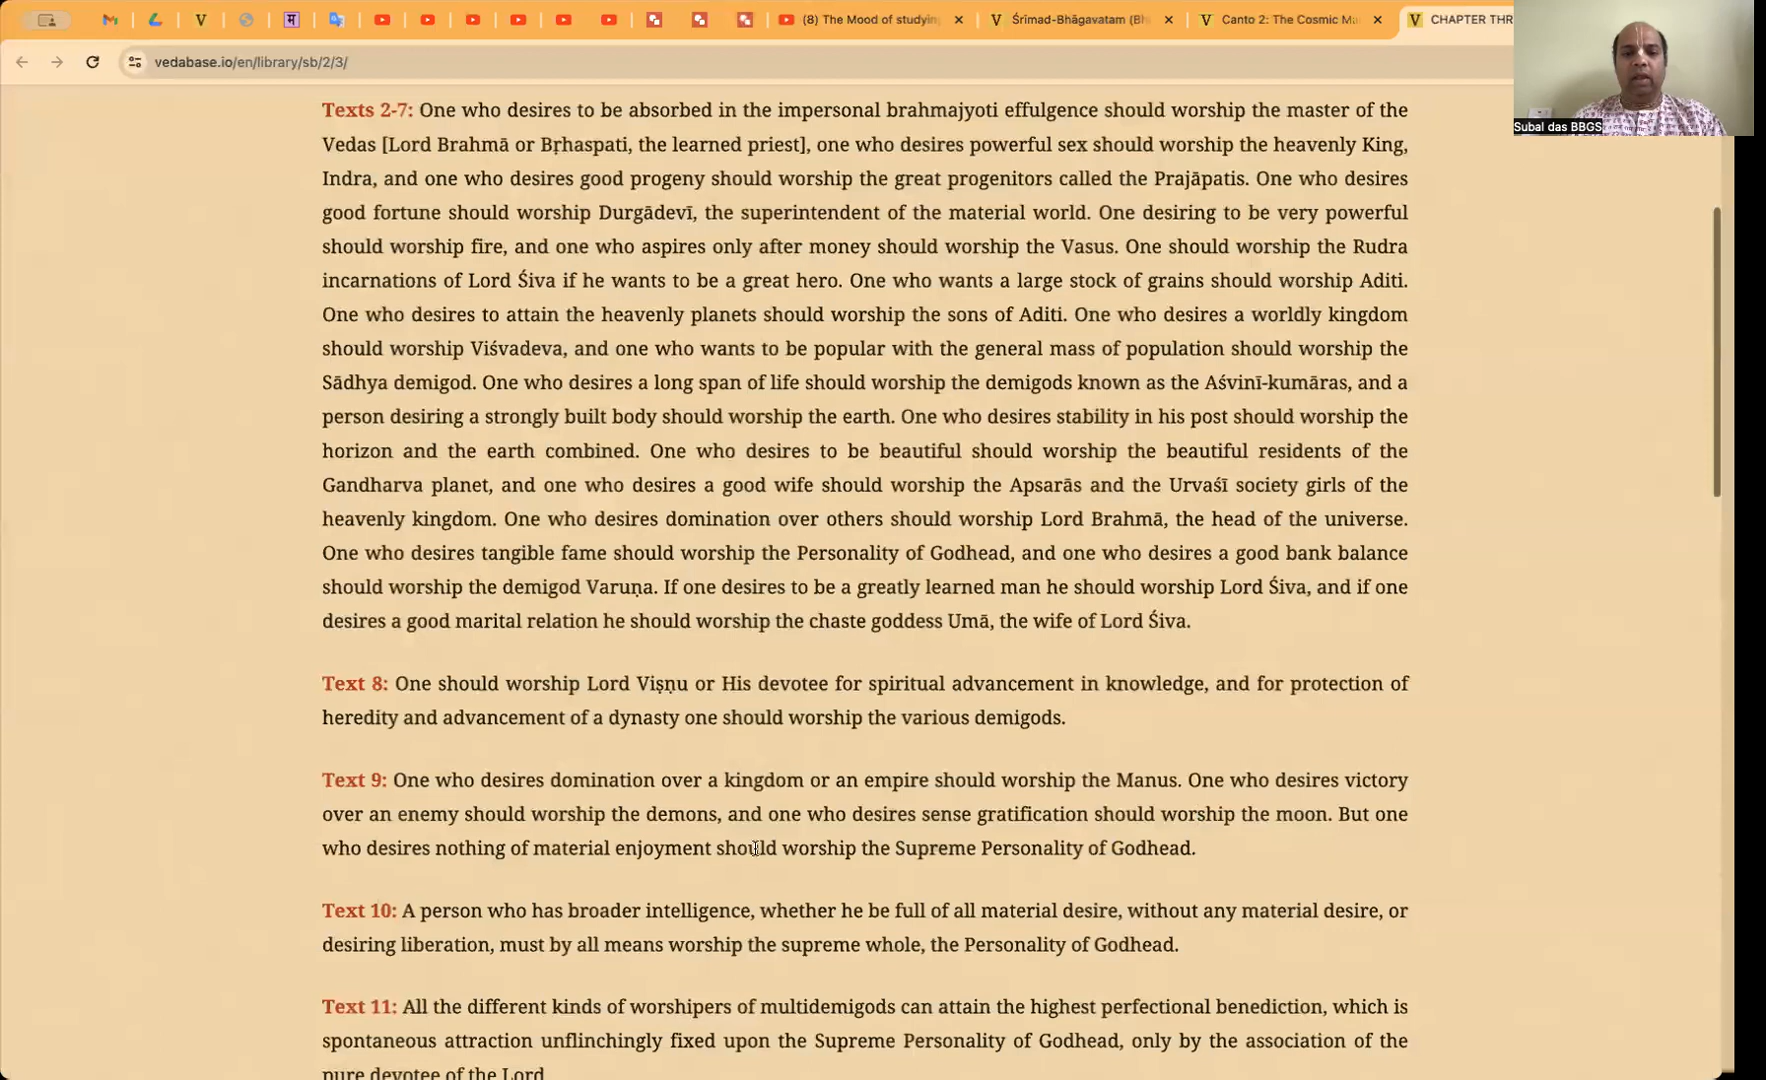 (8) The Mood of studyin
Śrīmad-Bhāgavatam (Bh
Canto 2: The Cosmic Ma
CHAPTER THR
vedabase.io/en/library/sb/2/3/
Subal das BBGS
Texts 2-7: One who desires to be absorbed in the impersonal brahmajyoti effulgence should worship the master of the
Vedas [Lord Brahmā or Bṛhaspati, the learned priest], one who desires powerful sex should worship the heavenly King,
Indra, and one who desires good progeny should worship the great progenitors called the Prajāpatis. One who desires
good fortune should worship Durgādevī, the superintendent of the material world. One desiring to be very powerful
should worship fire, and one who aspires only after money should worship the Vasus. One should worship the Rudra
incarnations of Lord Śiva if he wants to be a great hero. One who wants a large stock of grains should worship Aditi.
One who desires to attain the heavenly planets should worship the sons of Aditi. One who desires a worldly kingdom
should worship Viśvadeva, and one who wants to be popular with the general mass of population should worship the
Sādhya demigod. One who desires a long span of life should worship the demigods known as the Aśvinī-kumāras, and a
person desiring a strongly built body should worship the earth. One who desires stability in his post should worship the
horizon and the earth combined. One who desires to be beautiful should worship the beautiful residents of the
Gandharva planet, and one who desires a good wife should worship the Apsarās and the Urvaśī society girls of the
heavenly kingdom. One who desires domination over others should worship Lord Brahmā, the head of the universe.
One who desires tangible fame should worship the Personality of Godhead, and one who desires a good bank balance
should worship the demigod Varuṇa. If one desires to be a greatly learned man he should worship Lord Śiva, and if one
desires a good marital relation he should worship the chaste goddess Umā, the wife of Lord Śiva.
Text 8: One should worship Lord Viṣṇu or His devotee for spiritual advancement in knowledge, and for protection of
heredity and advancement of a dynasty one should worship the various demigods.
Text 9: One who desires domination over a kingdom or an empire should worship the Manus. One who desires victory
over an enemy should worship the demons, and one who desires sense gratification should worship the moon. But one
who desires nothing of material enjoyment should worship the Supreme Personality of Godhead.
Text 10: A person who has broader intelligence, whether he be full of all material desire, without any material desire, or
desiring liberation, must by all means worship the supreme whole, the Personality of Godhead.
Text 11: All the different kinds of worshipers of multidemigods can attain the highest perfectional benediction, which is
spontaneous attraction unflinchingly fixed upon the Supreme Personality of Godhead, only by the association of the
pure devotee of the Lord